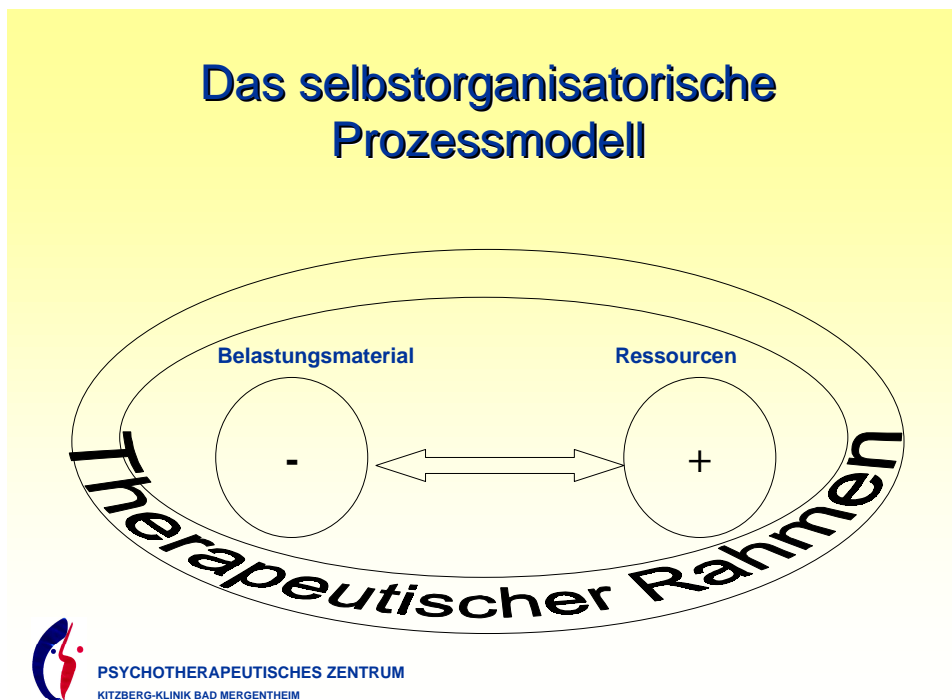 Das selbstorganisatorische
Prozessmodell
Belastungsmaterial
Ressourcen
-
+
Therapeutischer Rahmen
PSYCHOTHERAPEUTISCHES ZENTRUM
KITZBERG-KLINIK BAD MERGENTHEIM